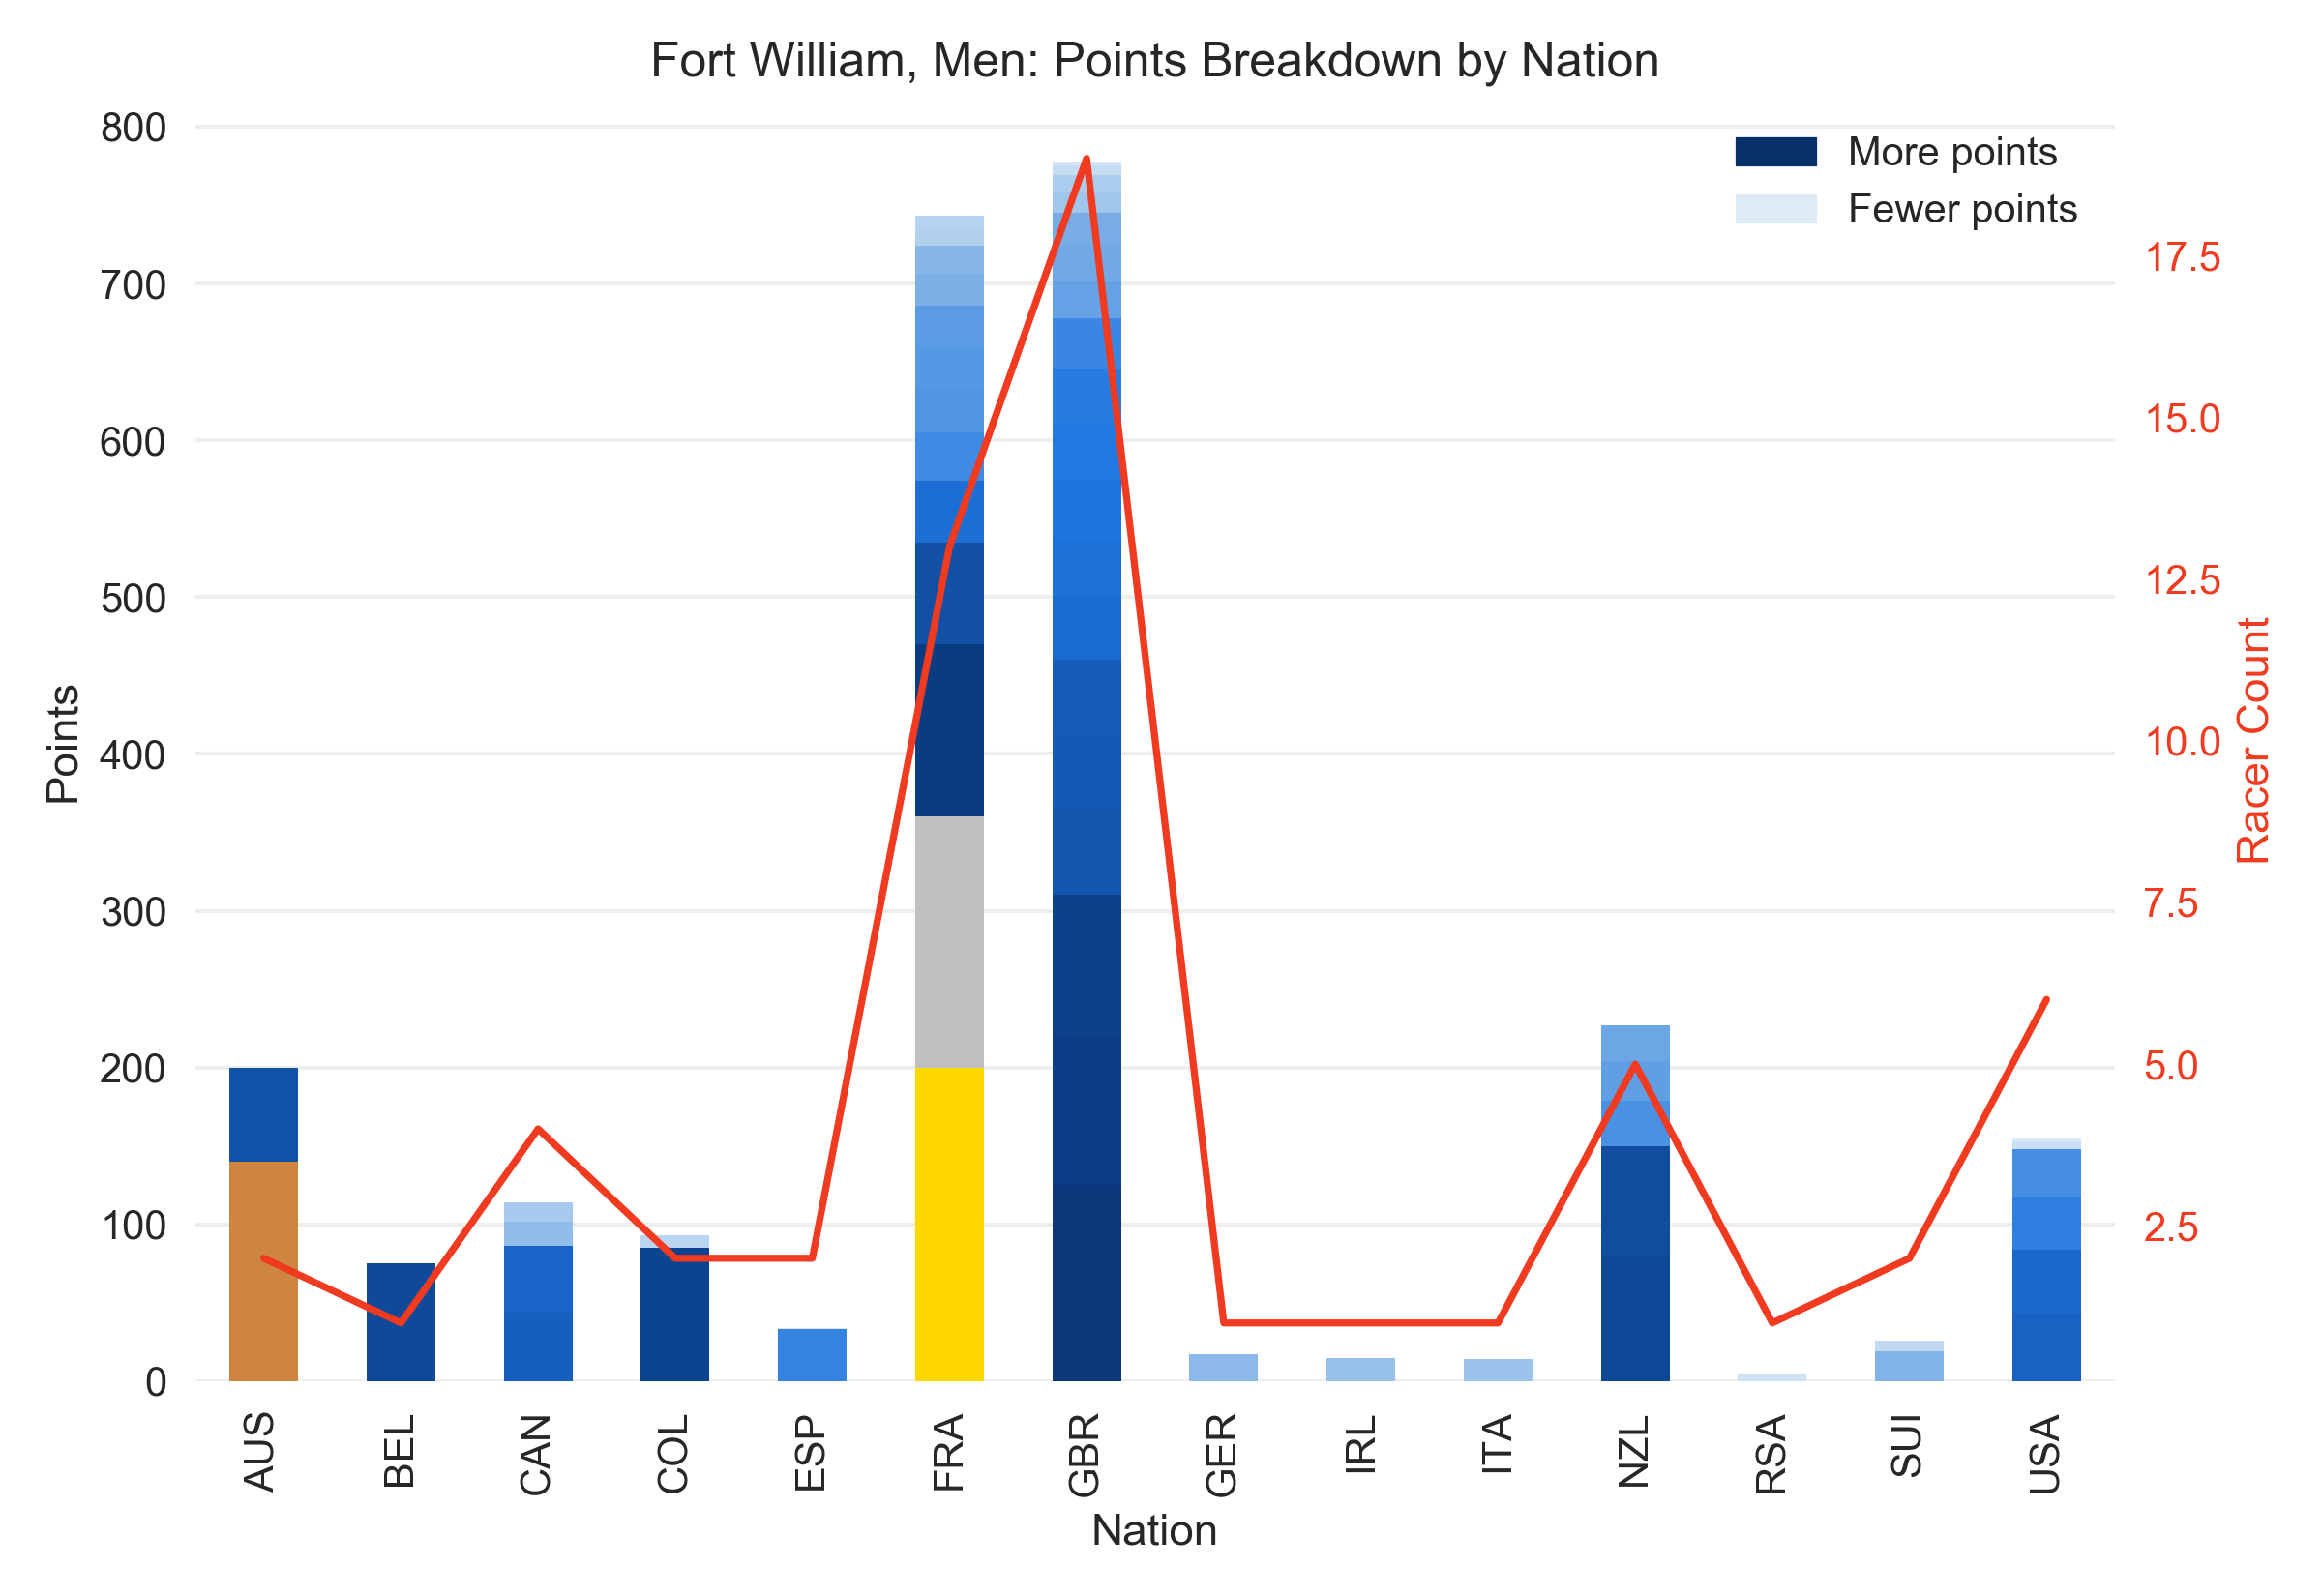 Fort William, Men: Points Breakdown by Nation
More points
Fewer points
Points
800
700
600
500
400
300
200
100
0
17.5
15.0
12.5
10.0
7.5
5.0
2.5
Racer Count
AUS
BEL
CAN
COL
ESP
FRA
GBR
GER
IRL
ITA
NZL
RSA
SUI
USA
Nation